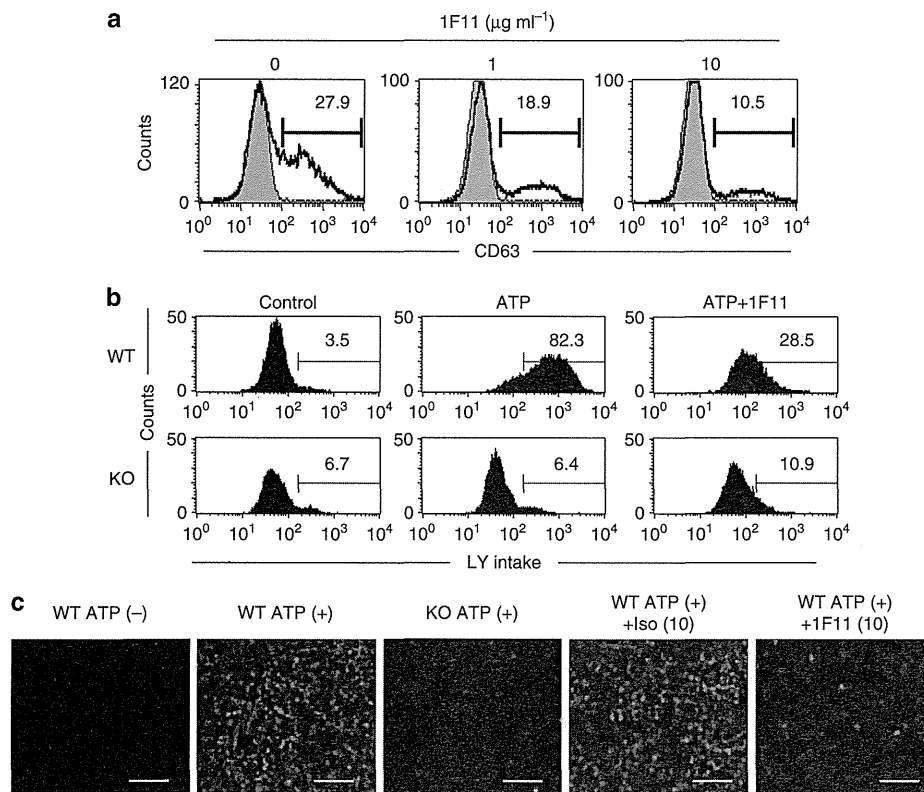 a
1F11 (μg ml⁻¹)
0 1 10
120 100 100
27.9 18.9 10.5
Counts
0 0 0
10⁰ 10¹ 10² 10³ 10⁴ 10⁰ 10¹ 10² 10³ 10⁴ 10⁰ 10¹ 10² 10³ 10⁴
CD63
b
Control ATP ATP+1F11
50 50 50
WT 3.5 82.3 28.5
0 0 0
10⁰ 10¹ 10² 10³ 10⁴ 10⁰ 10¹ 10² 10³ 10⁴ 10⁰ 10¹ 10² 10³ 10⁴
Counts
50 50 50
KO 6.7 6.4 10.9
0 0 0
10⁰ 10¹ 10² 10³ 10⁴ 10⁰ 10¹ 10² 10³ 10⁴ 10⁰ 10¹ 10² 10³ 10⁴
LY intake
c
WT ATP (–) WT ATP (+) KO ATP (+) WT ATP (+) +Iso (10) WT ATP (+) +1F11 (10)